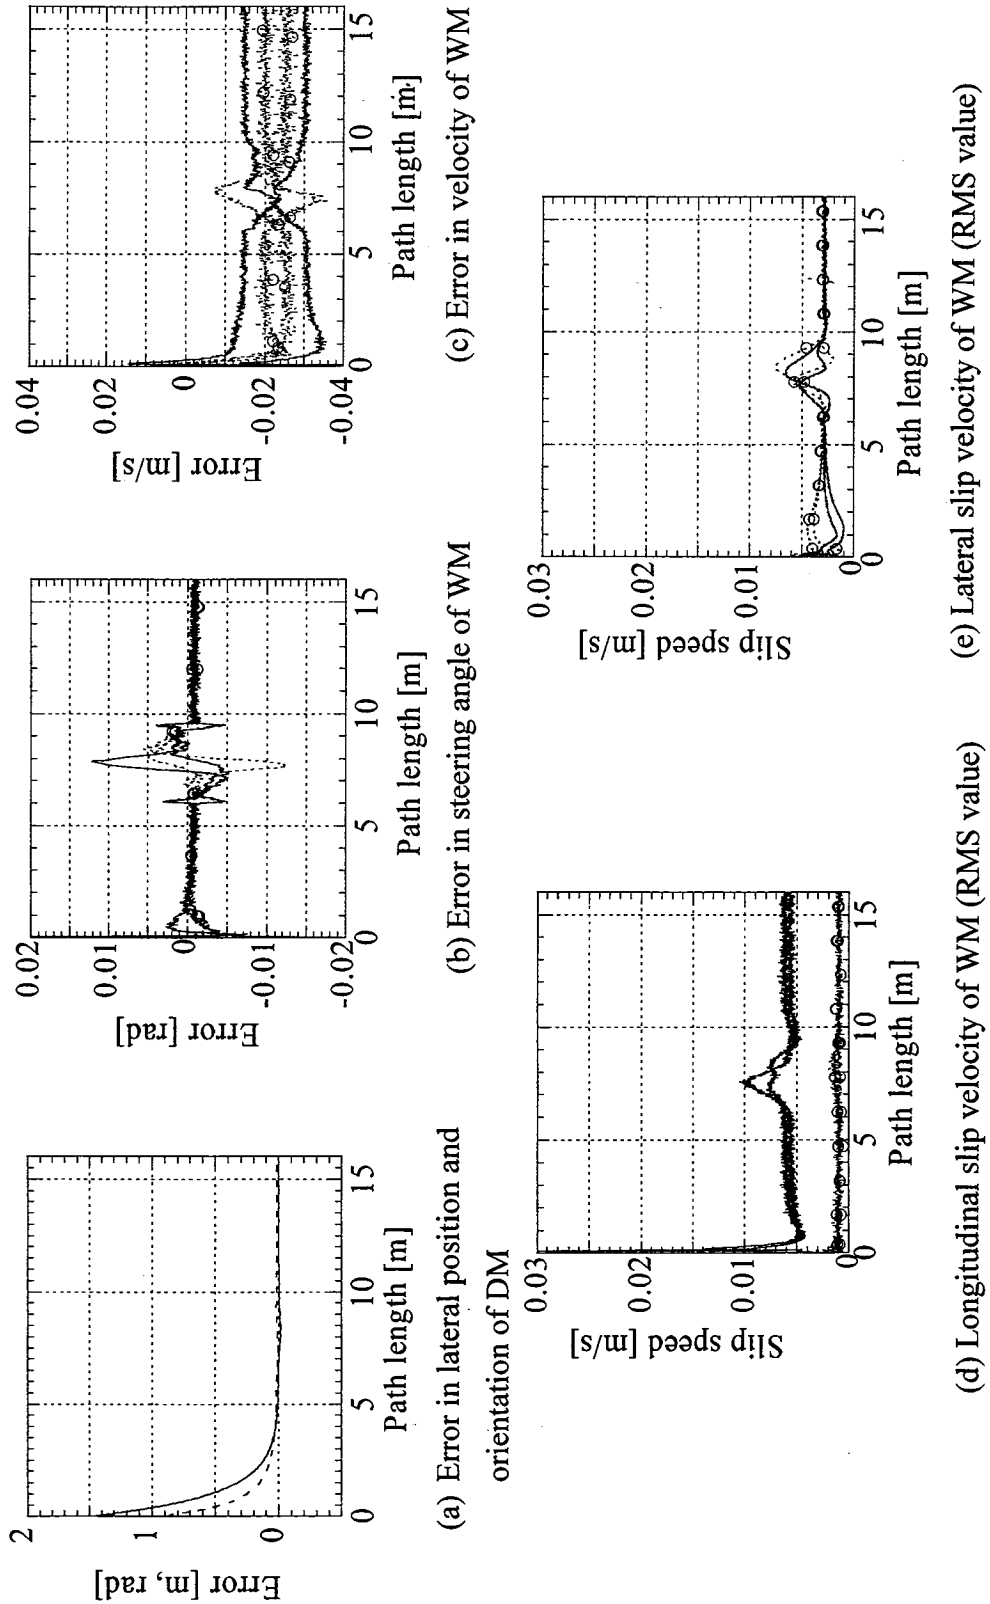 2
1
0
Error [m, rad]
0
5
10
15
Path length [m]
(a) Error in lateral position and
orientation of DM
0.02
0.01
0
-0.01
-0.02
Error [rad]
0
5
10
15
Path length [m]
(b) Error in steering angle of WM
0.04
0.02
0
-0.02
-0.04
Error [m/s]
0
5
10
15
Path length [m]
(c) Error in velocity of WM
0.03
0.02
0.01
0
Slip speed [m/s]
0
5
10
15
Path length [m]
(d) Longitudinal slip velocity of WM (RMS value)
0.03
0.02
0.01
0
Slip speed [m/s]
0
5
10
15
Path length [m]
(e) Lateral slip velocity of WM (RMS value)